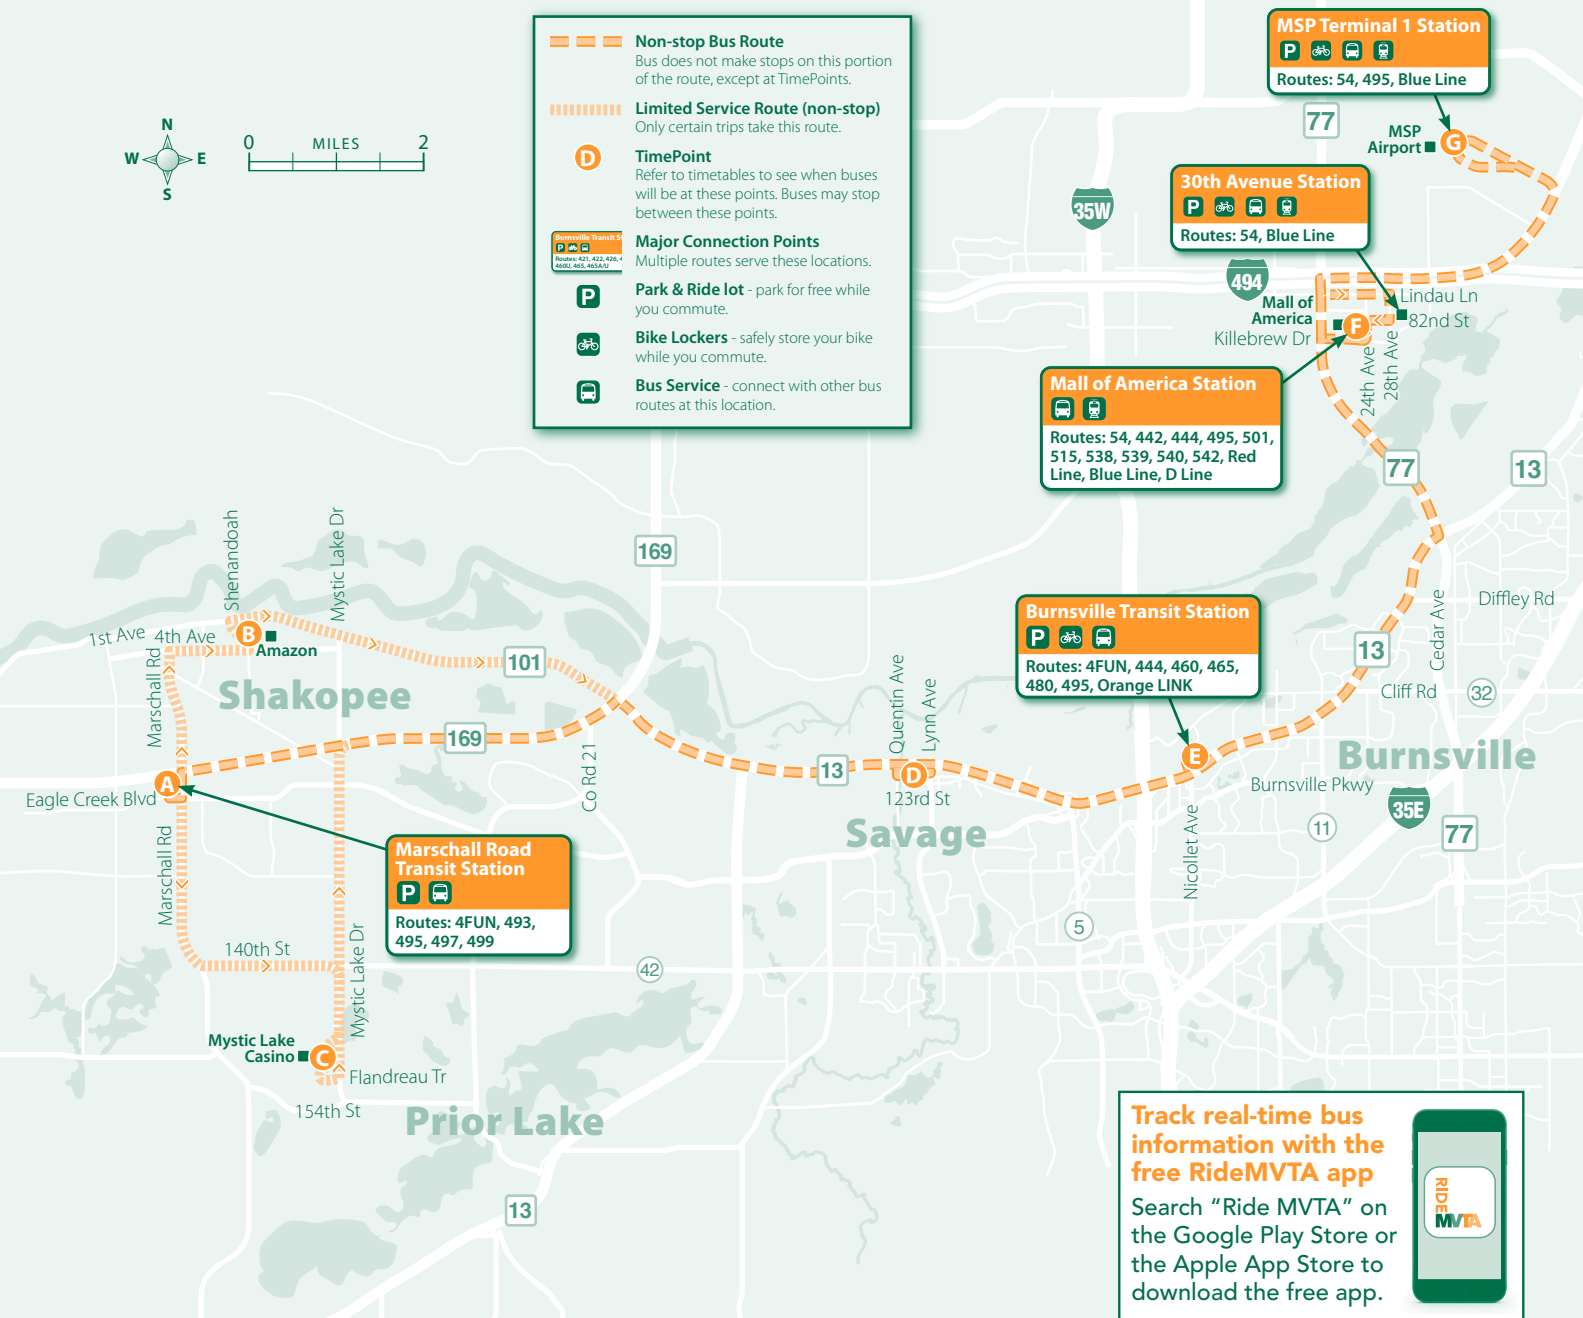 Non-stop Bus Route
Bus does not make stops on this portion
of the route, except at TimePoints.
Limited Service Route (non-stop)
Only certain trips take this route.
D
TimePoint
Refer to timetables to see when buses
will be at these points. Buses may stop
between these points.
Burnsville Transit St
P
Routes: 421, 422, 426, 4
460U, 465, 465A/U
Major Connection Points
Multiple routes serve these locations.
P
Park & Ride lot - park for free while
you commute.
Bike Lockers - safely store your bike
while you commute.
Bus Service - connect with other bus
routes at this location.
N
W E
S
0 MILES 2
MSP Terminal 1 Station
P
Routes: 54, 495, Blue Line
77
MSP
Airport
G
30th Avenue Station
P
Routes: 54, Blue Line
35W
494
Mall of
America
F
Lindau Ln
82nd St
Killebrew Dr
24th Ave
28th Ave
Mall of America Station
Routes: 54, 442, 444, 495, 501,
515, 538, 539, 540, 542, Red
Line, Blue Line, D Line
77
13
169
Shenandoah
Mystic Lake Dr
1st Ave
4th Ave
B
Amazon
Marschall Rd
Shakopee
101
Diffley Rd
Cedar Ave
13
Cliff Rd
32
Burnsville Transit Station
P
Routes: 4FUN, 444, 460, 465,
480, 495, Orange LINK
Quentin Ave
Lynn Ave
169
13
D
123rd St
Savage
E
Burnsville
Burnsville Pkwy
35E
11
77
Nicollet Ave
A
Eagle Creek Blvd
Co Rd 21
Marschall Rd
Marschall Road
Transit Station
P
Routes: 4FUN, 493,
495, 497, 499
5
140th St
42
Mystic Lake Dr
Mystic Lake
Casino
C
Flandreau Tr
154th St
Prior Lake
13
Track real-time bus
information with the
free RideMVTA app
Search “Ride MVTA” on
the Google Play Store or
the Apple App Store to
download the free app.
RIDE
MVTA